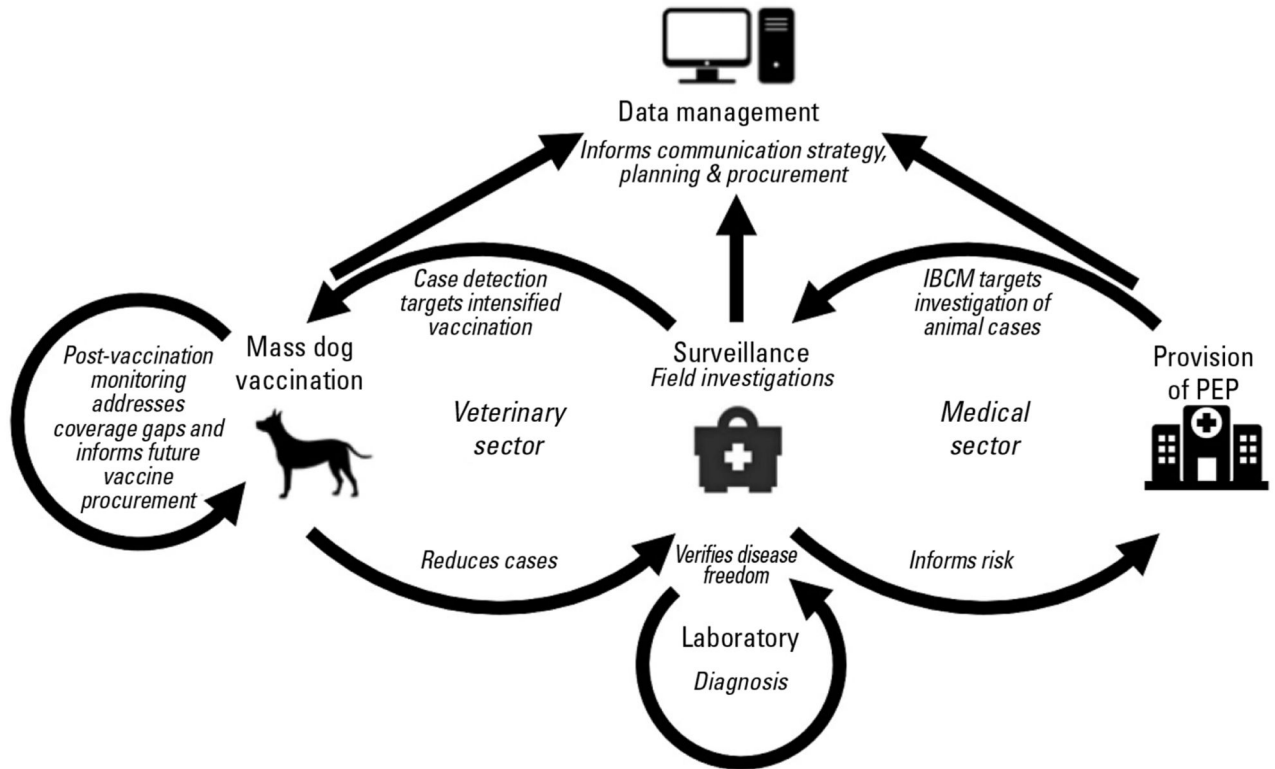 Data management
Informs communication strategy,
planning & procurement
Case detection
targets intensified
vaccination
IBCM targets
investigation of
animal cases
Post-vaccination
monitoring
addresses
coverage gaps and
informs future
vaccine
procurement
Mass dog
vaccination
Surveillance
Field investigations
Provision
of PEP
Veterinary
sector
Medical
sector
Reduces cases
Verifies disease
freedom
Informs risk
Laboratory
Diagnosis